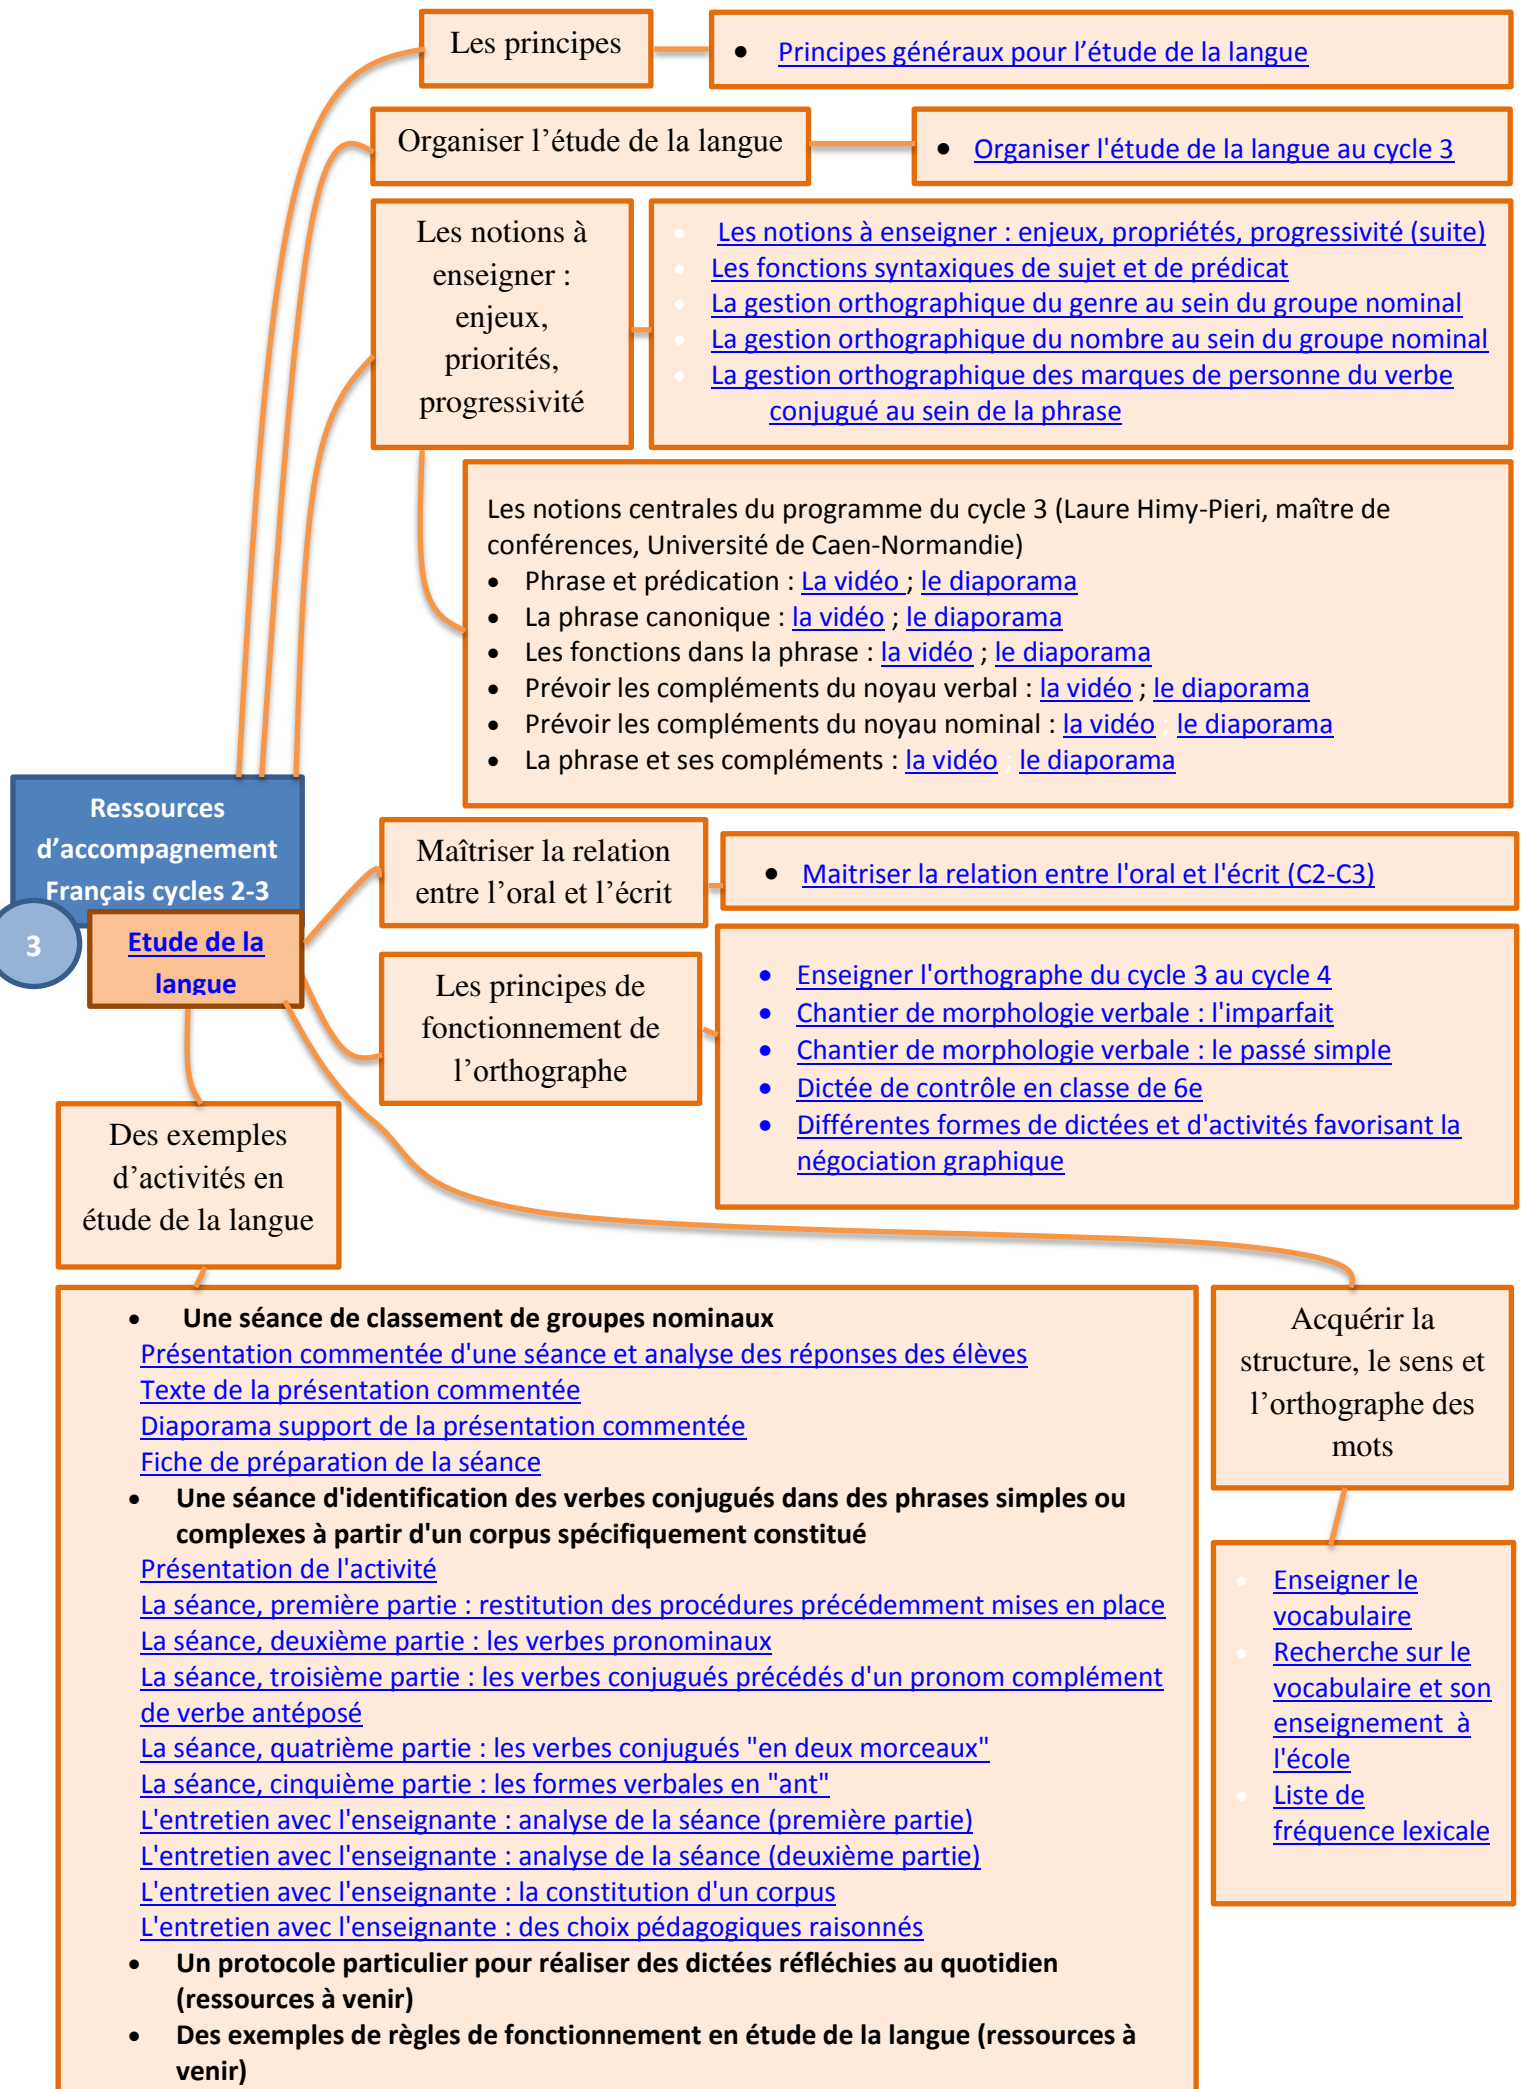 Les principes
• Principes généraux pour l’étude de la langue
Organiser l’étude de la langue
• Organiser l'étude de la langue au cycle 3
Les notions à
enseigner :
enjeux,
priorités,
progressivité
• Les notions à enseigner : enjeux, propriétés, progressivité (suite)
• Les fonctions syntaxiques de sujet et de prédicat
• La gestion orthographique du genre au sein du groupe nominal
• La gestion orthographique du nombre au sein du groupe nominal
• La gestion orthographique des marques de personne du verbe
conjugué au sein de la phrase
Les notions centrales du programme du cycle 3 (Laure Himy-Pieri, maître de
conférences, Université de Caen-Normandie)
• Phrase et prédication : La vidéo ; le diaporama
• La phrase canonique : la vidéo ; le diaporama
• Les fonctions dans la phrase : la vidéo ; le diaporama
• Prévoir les compléments du noyau verbal : la vidéo ; le diaporama
• Prévoir les compléments du noyau nominal : la vidéo ; le diaporama
• La phrase et ses compléments : la vidéo ; le diaporama
Ressources
d’accompagnement
Français cycles 2-3
3
Etude de la
langue
Maîtriser la relation
entre l’oral et l’écrit
• Maitriser la relation entre l'oral et l'écrit (C2-C3)
Les principes de
fonctionnement de
l’orthographe
• Enseigner l'orthographe du cycle 3 au cycle 4
• Chantier de morphologie verbale : l'imparfait
• Chantier de morphologie verbale : le passé simple
• Dictée de contrôle en classe de 6e
• Différentes formes de dictées et d'activités favorisant la
négociation graphique
Des exemples
d’activités en
étude de la langue
• Une séance de classement de groupes nominaux
Présentation commentée d'une séance et analyse des réponses des élèves
Texte de la présentation commentée
Diaporama support de la présentation commentée
Fiche de préparation de la séance
• Une séance d'identification des verbes conjugués dans des phrases simples ou
complexes à partir d'un corpus spécifiquement constitué
Présentation de l'activité
La séance, première partie : restitution des procédures précédemment mises en place
La séance, deuxième partie : les verbes pronominaux
La séance, troisième partie : les verbes conjugués précédés d'un pronom complément
de verbe antéposé
La séance, quatrième partie : les verbes conjugués "en deux morceaux"
La séance, cinquième partie : les formes verbales en "ant"
L'entretien avec l'enseignante : analyse de la séance (première partie)
L'entretien avec l'enseignante : analyse de la séance (deuxième partie)
L'entretien avec l'enseignante : la constitution d'un corpus
L'entretien avec l'enseignante : des choix pédagogiques raisonnés
• Un protocole particulier pour réaliser des dictées réfléchies au quotidien
(ressources à venir)
• Des exemples de règles de fonctionnement en étude de la langue (ressources à
venir)
Acquérir la
structure, le sens et
l’orthographe des
mots
• Enseigner le
vocabulaire
• Recherche sur le
vocabulaire et son
enseignement à
l'école
• Liste de
fréquence lexicale